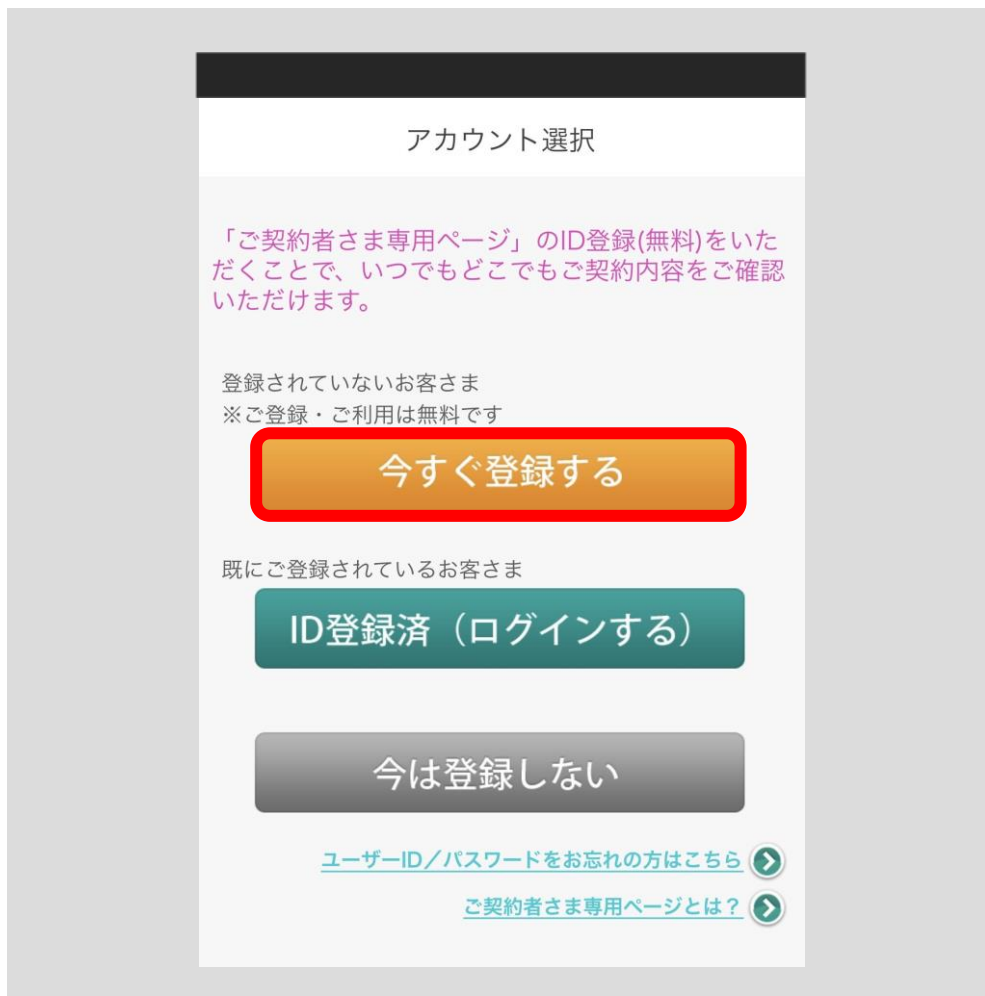 アカウント選択
「ご契約者さま専用ページ」のID登録(無料)をいた
だくことで、いつでもどこでもご契約内容をご確認
いただけます。
登録されていないお客さま
※ご登録・ご利用は無料です
今すぐ登録する
既にご登録されているお客さま
ID登録済（ログインする）
今は登録しない
ユーザーID／パスワードをお忘れの方はこちら
ご契約者さま専用ページとは？